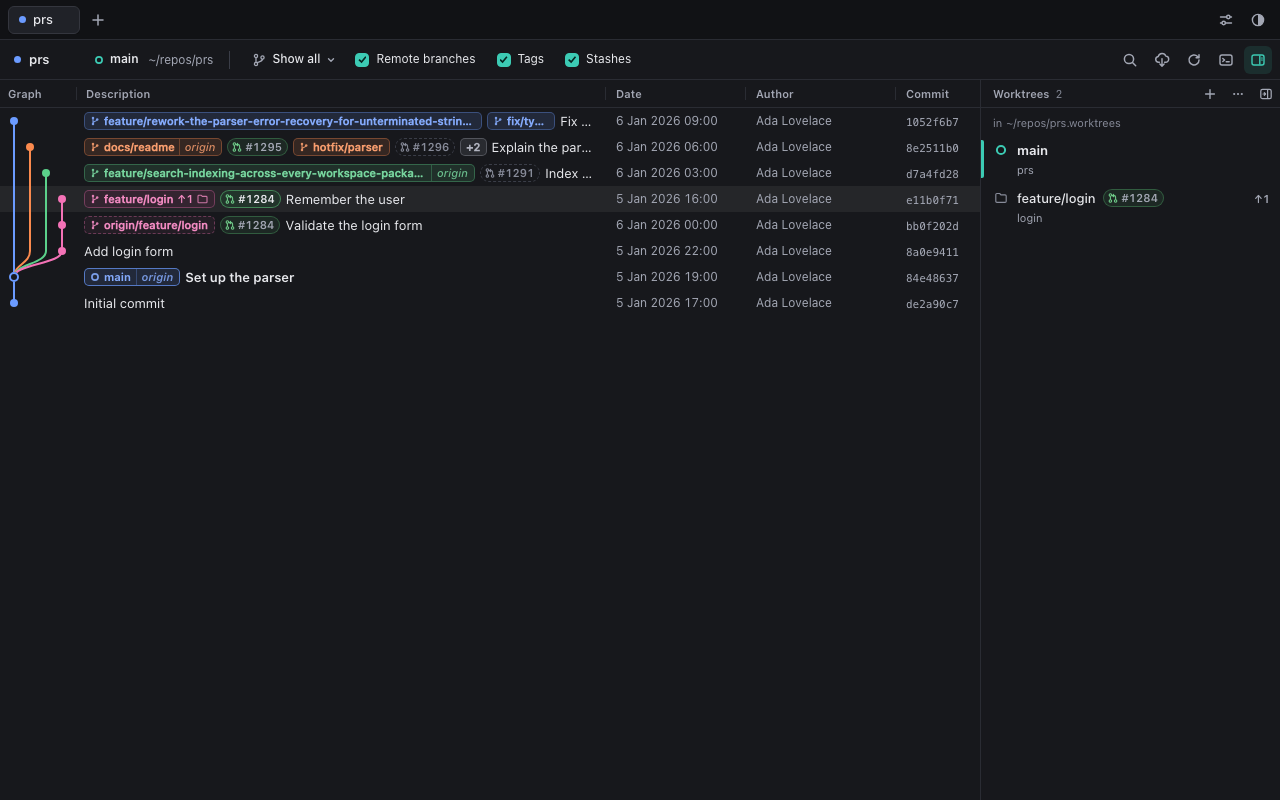 prs
prs main ~/repos/prs Show all Remote branches Tags Stashes
Graph Description Date Author Commit Worktrees 2
in ~/repos/prs.worktrees
feature/rework-the-parser-error-recovery-for-unterminated-strin... fix/ty... Fix ... 6 Jan 2026 09:00 Ada Lovelace 1052f6b7
docs/readme origin #1295 hotfix/parser #1296 +2 Explain the par... 6 Jan 2026 06:00 Ada Lovelace 8e2511b0
feature/search-indexing-across-every-workspace-packa... origin #1291 Index ... 6 Jan 2026 03:00 Ada Lovelace d7a4fd28
feature/login ↑1 #1284 Remember the user 5 Jan 2026 16:00 Ada Lovelace e11b0f71
origin/feature/login #1284 Validate the login form 6 Jan 2026 00:00 Ada Lovelace bb0f202d
Add login form 5 Jan 2026 22:00 Ada Lovelace 8a0e9411
main origin Set up the parser 5 Jan 2026 19:00 Ada Lovelace 84e48637
Initial commit 5 Jan 2026 17:00 Ada Lovelace de2a90c7
main
prs
feature/login #1284 ↑1
login